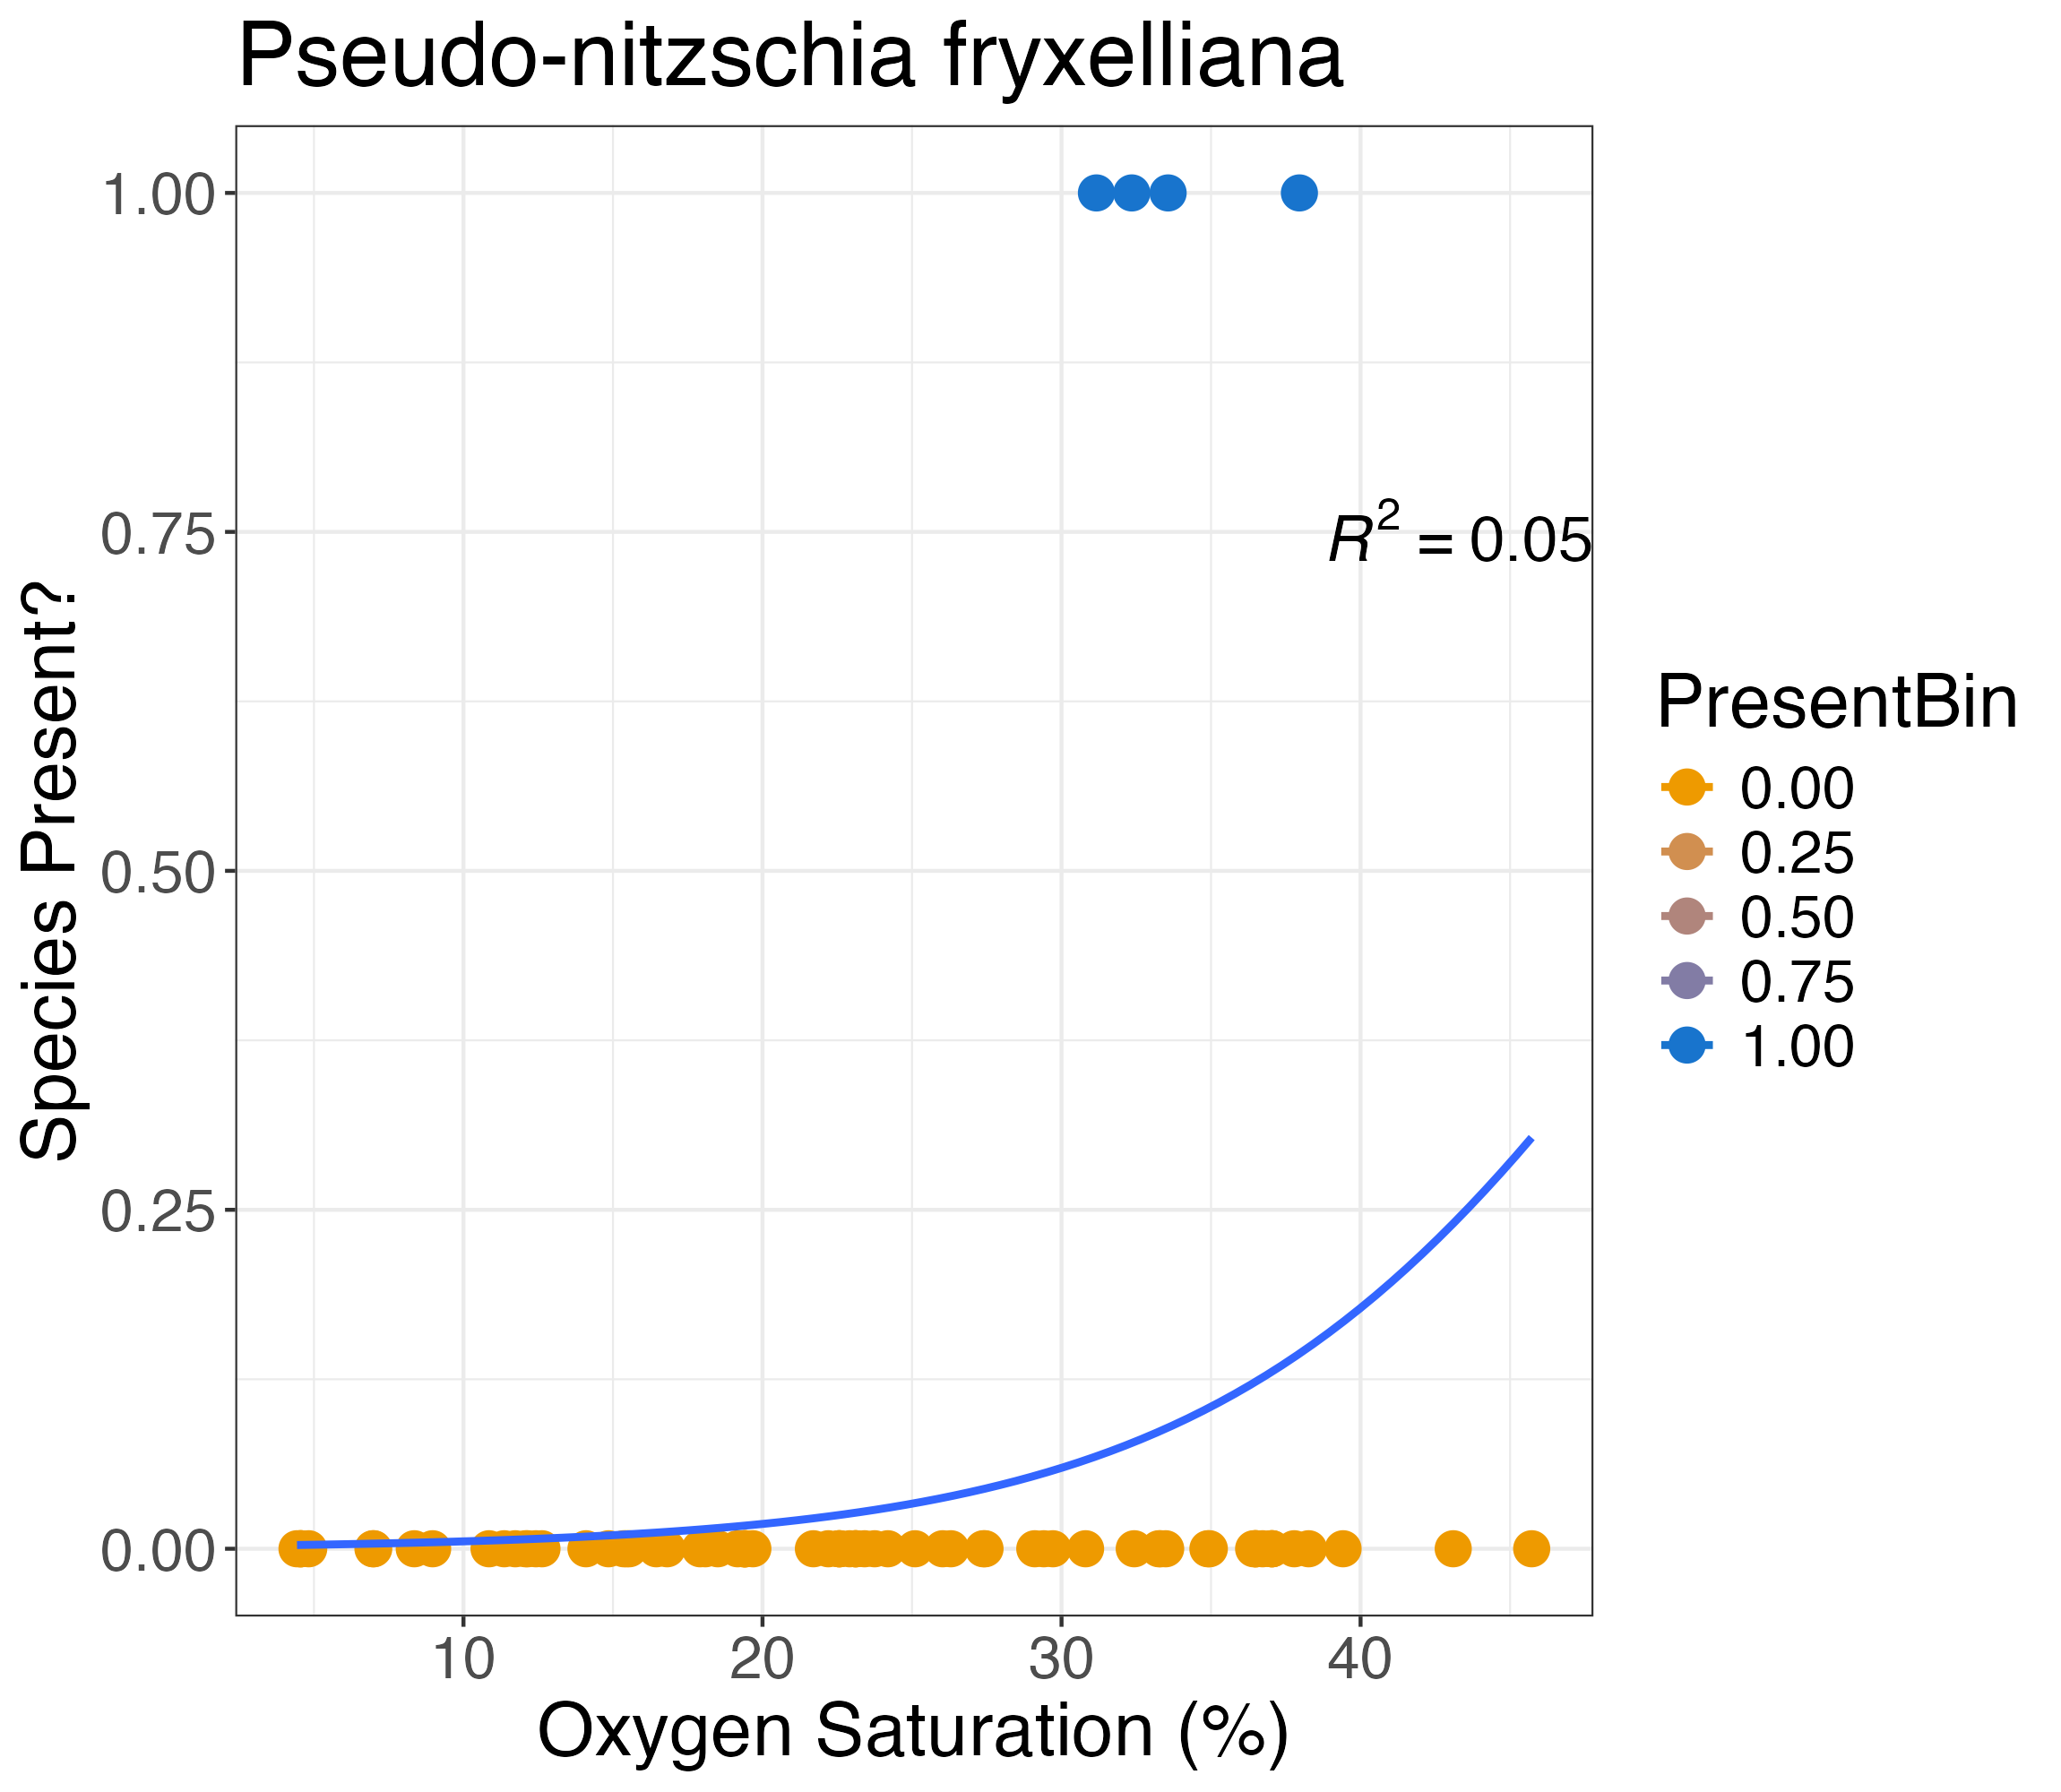 Pseudo-nitzschia fryxelliana
Species Present?
1.00
0.75
0.50
0.25
0.00
R² = 0.05
10 20 30 40
Oxygen Saturation (%)
PresentBin
0.00
0.25
0.50
0.75
1.00